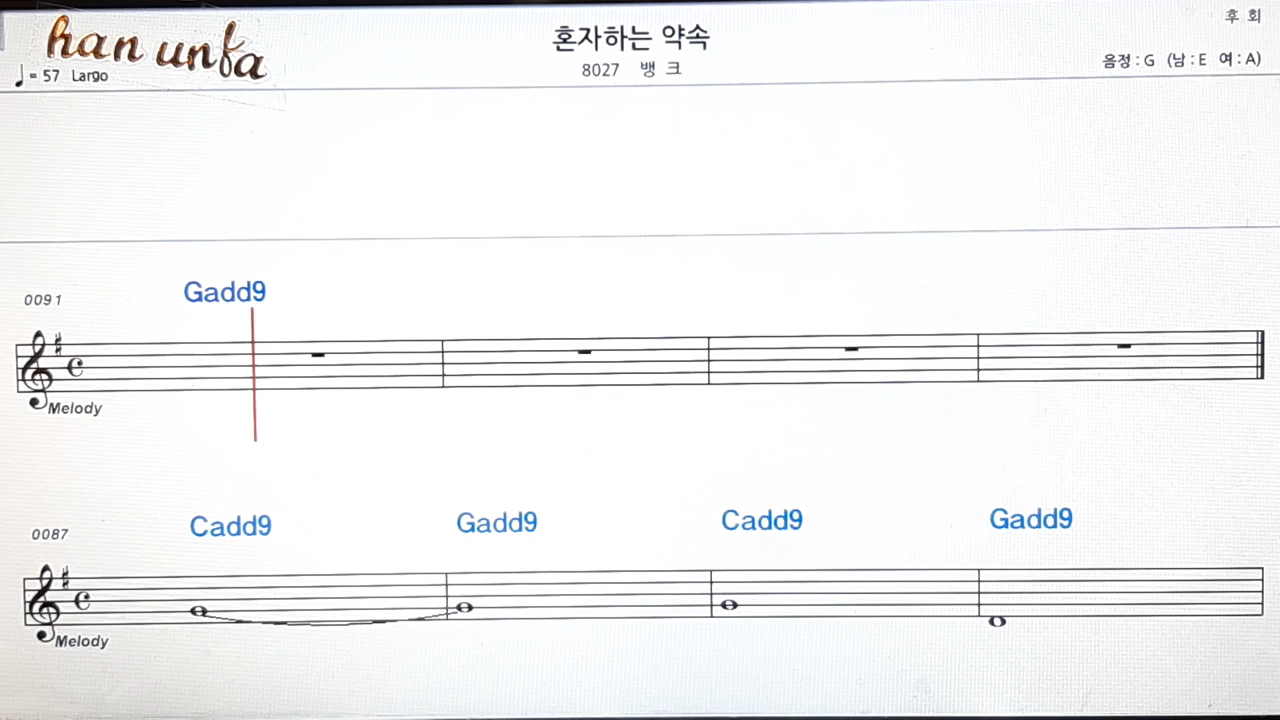 han unfa
♩= 57 Largo
혼자하는 약속
8027 뱅 크
후 회
음정 : G (남 : E 여 : A)
0091
Gadd9
Melody
0087
Cadd9 Gadd9 Cadd9 Gadd9
Melody